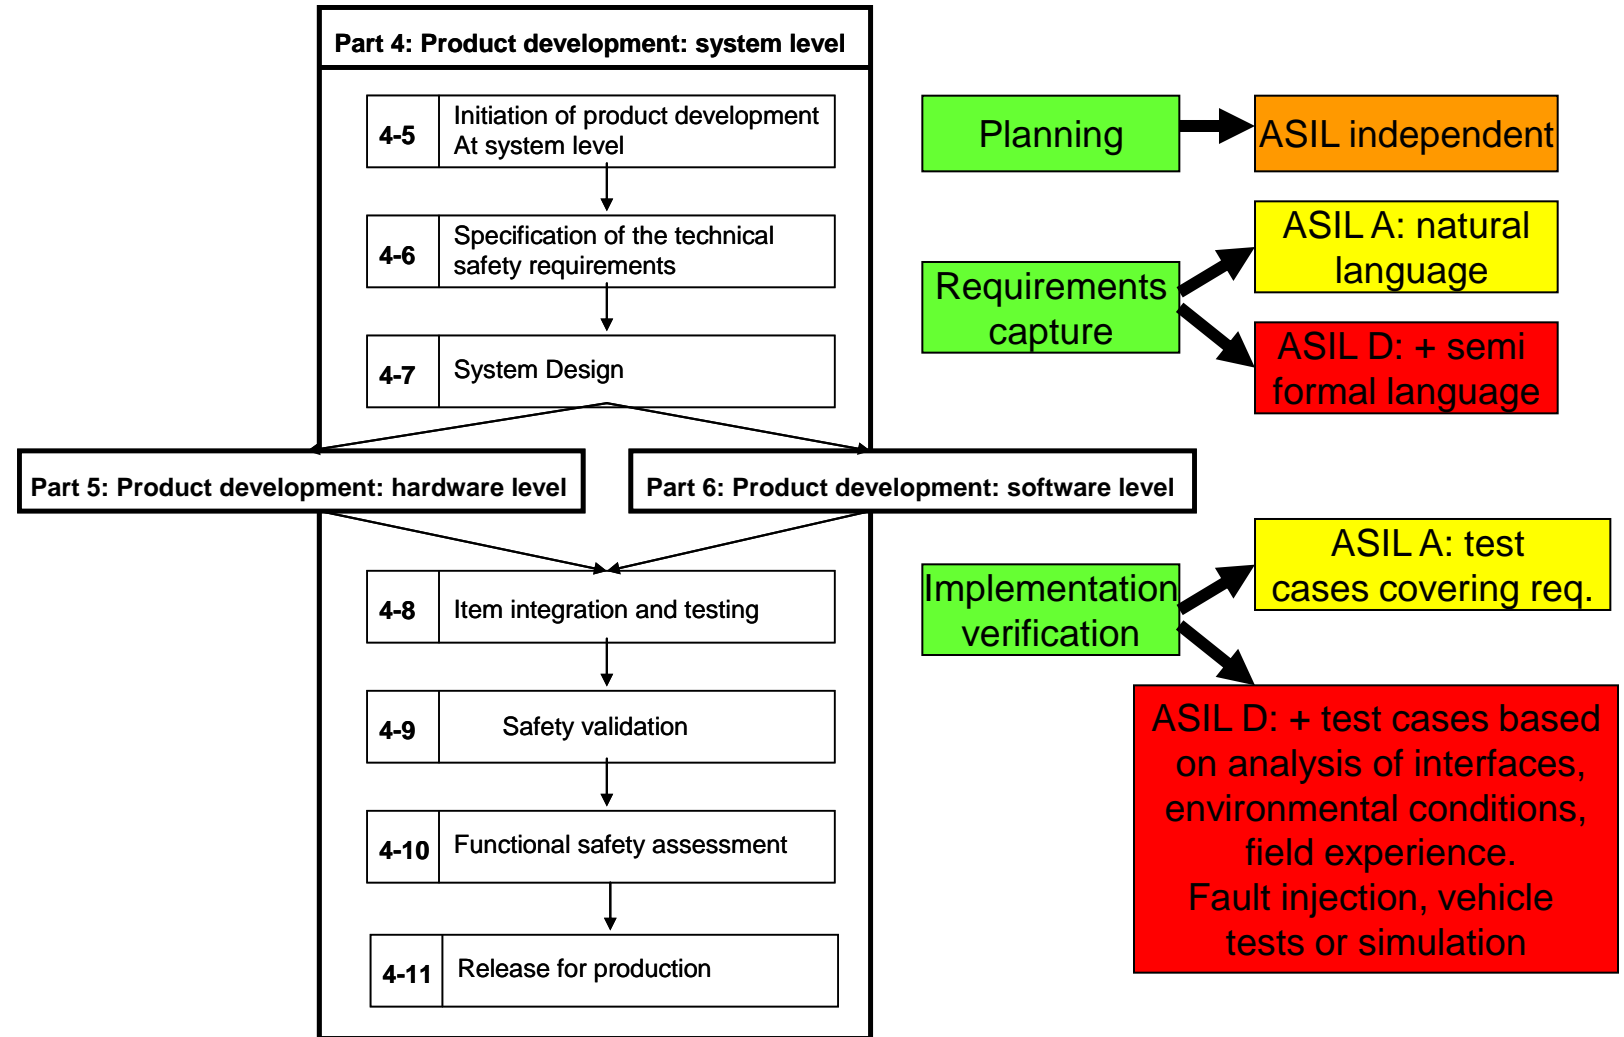 Part 4: Product development: system level
4-5
Initiation of product development
At system level
4-6
Specification of the technical
safety requirements
4-7
System Design
Part 5: Product development: hardware level
Part 6: Product development: software level
4-8
Item integration and testing
4-9
Safety validation
4-10
Functional safety assessment
4-11
Release for production
Planning
ASIL independent
Requirements
capture
ASIL A: natural
language
ASIL D: + semi
formal language
Implementation
verification
ASIL A: test
cases covering req.
ASIL D: + test cases based
on analysis of interfaces,
environmental conditions,
field experience.
Fault injection, vehicle
tests or simulation